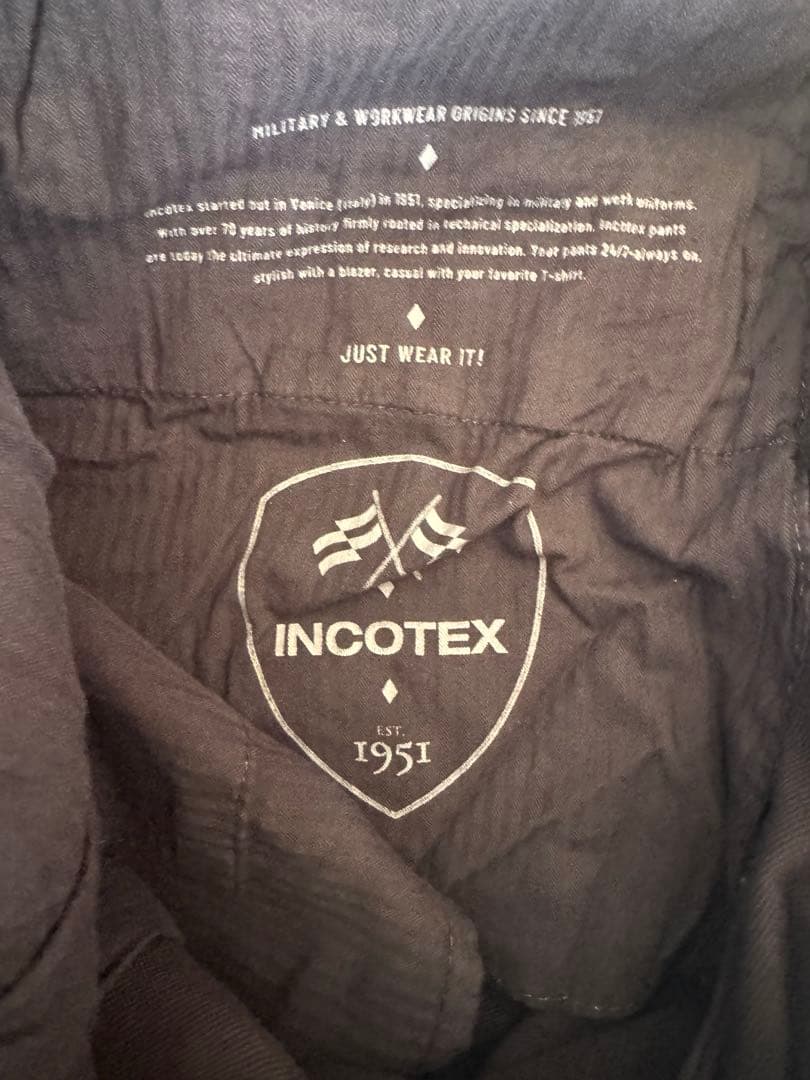 MILITARY & WORKWEAR ORIGINS SINCE 1951
Incotex started out in Venice (Italy) in 1951, specializing in military and work uniforms.
With over 70 years of history firmly rooted in technical specialization. Incotex pants
are today the ultimate expression of research and innovation. Your pants 24/7-always on,
stylish with a blazer, casual with your favorite T-shirt.
JUST WEAR IT!
INCOTEX
EST.
1951